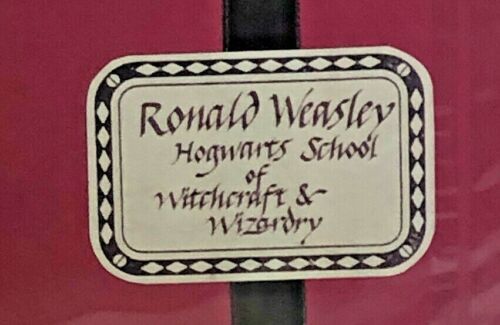 Ronald Weasley
Hogwarts School
of
Witchcraft &
Wizardry